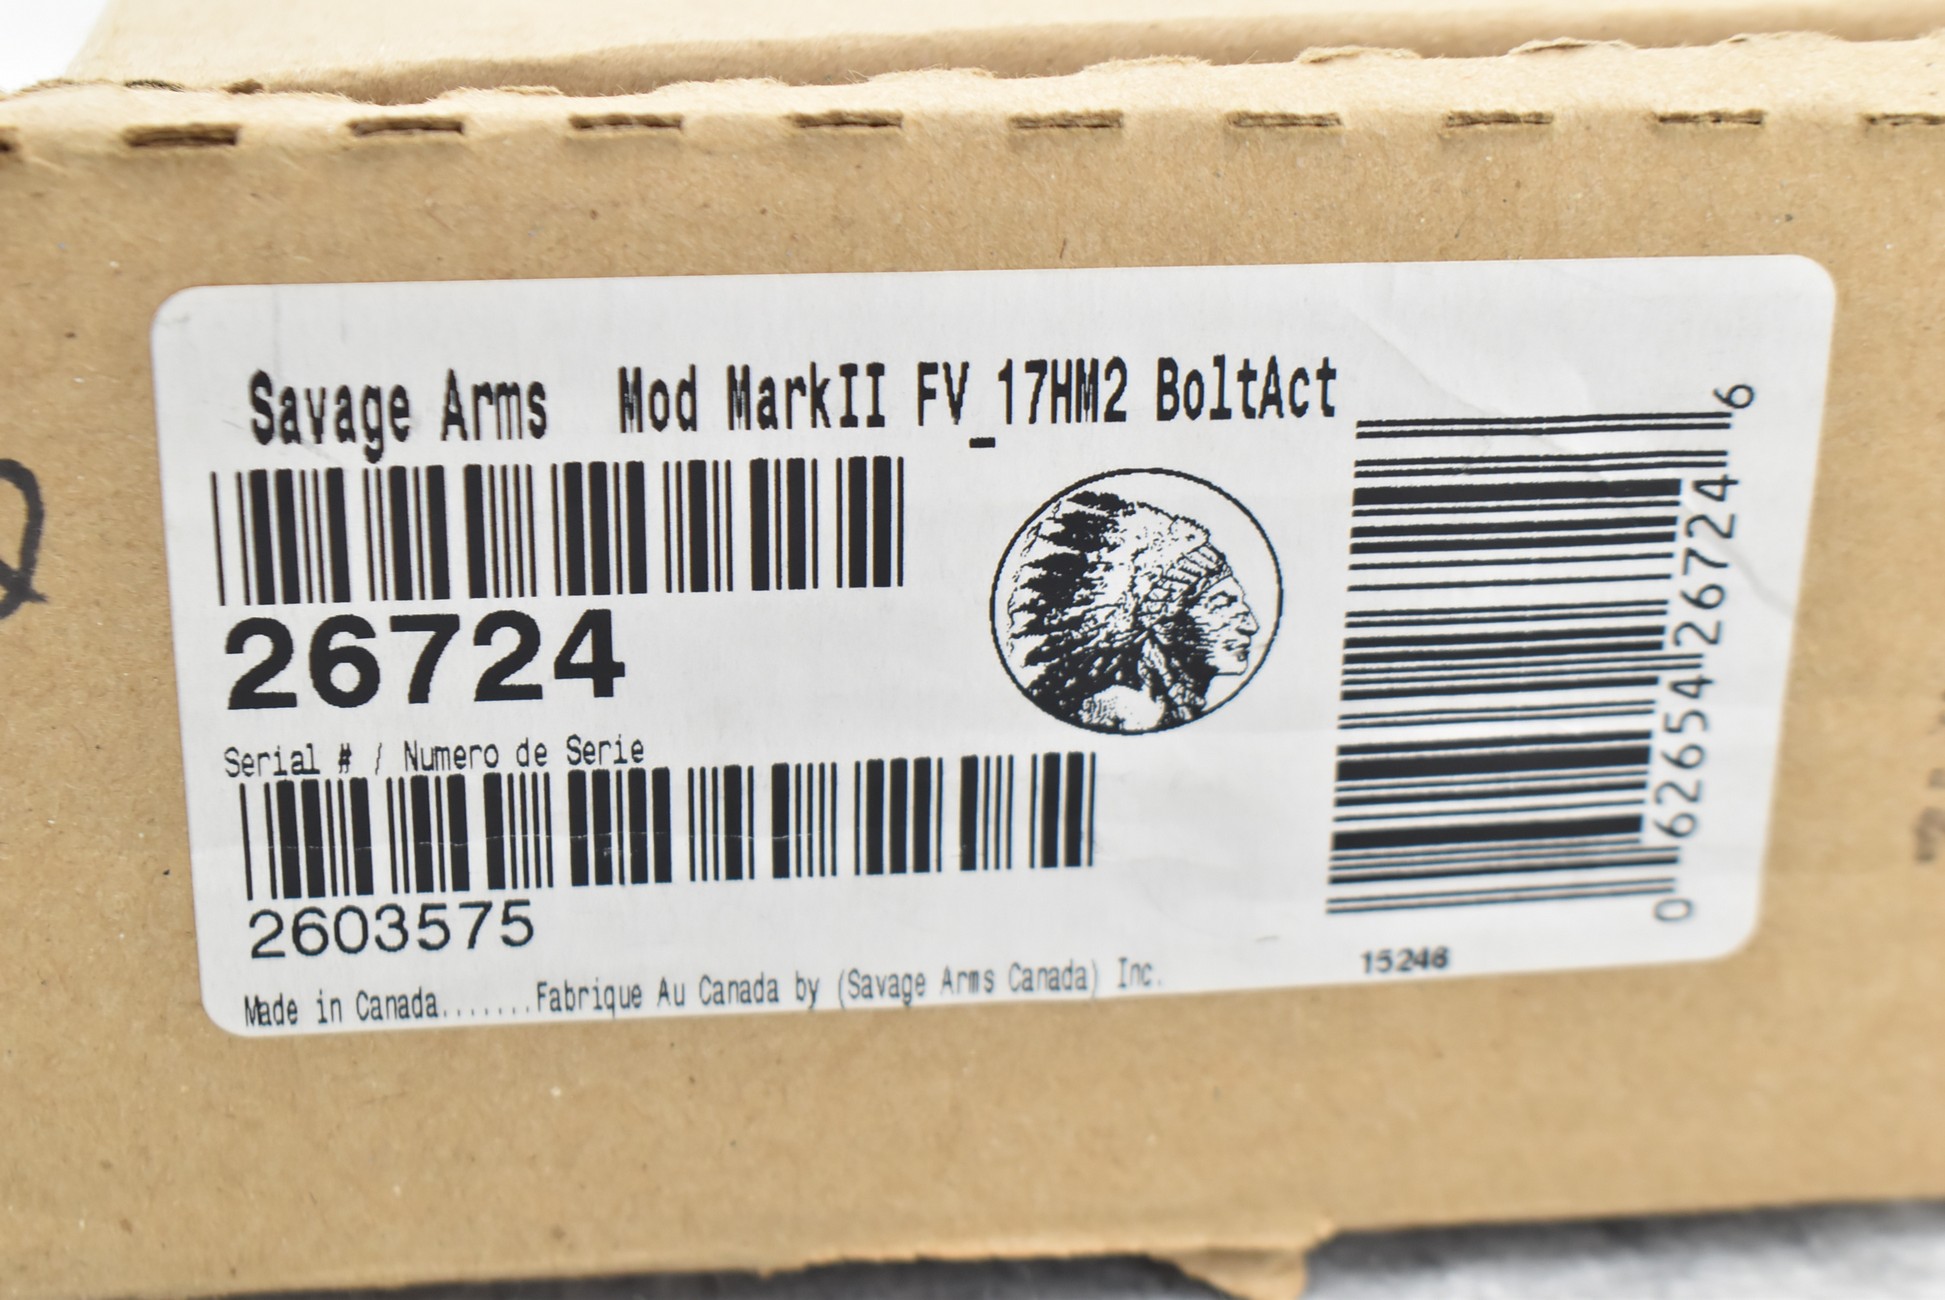 Savage Arms Mod MarkII FV_17HM2 BoltAct
26724
Serial # / Numero de Serie
2603575
Made in Canada.......Fabrique Au Canada by (Savage Arms Canada) Inc.
0 62654 26724 6
15248